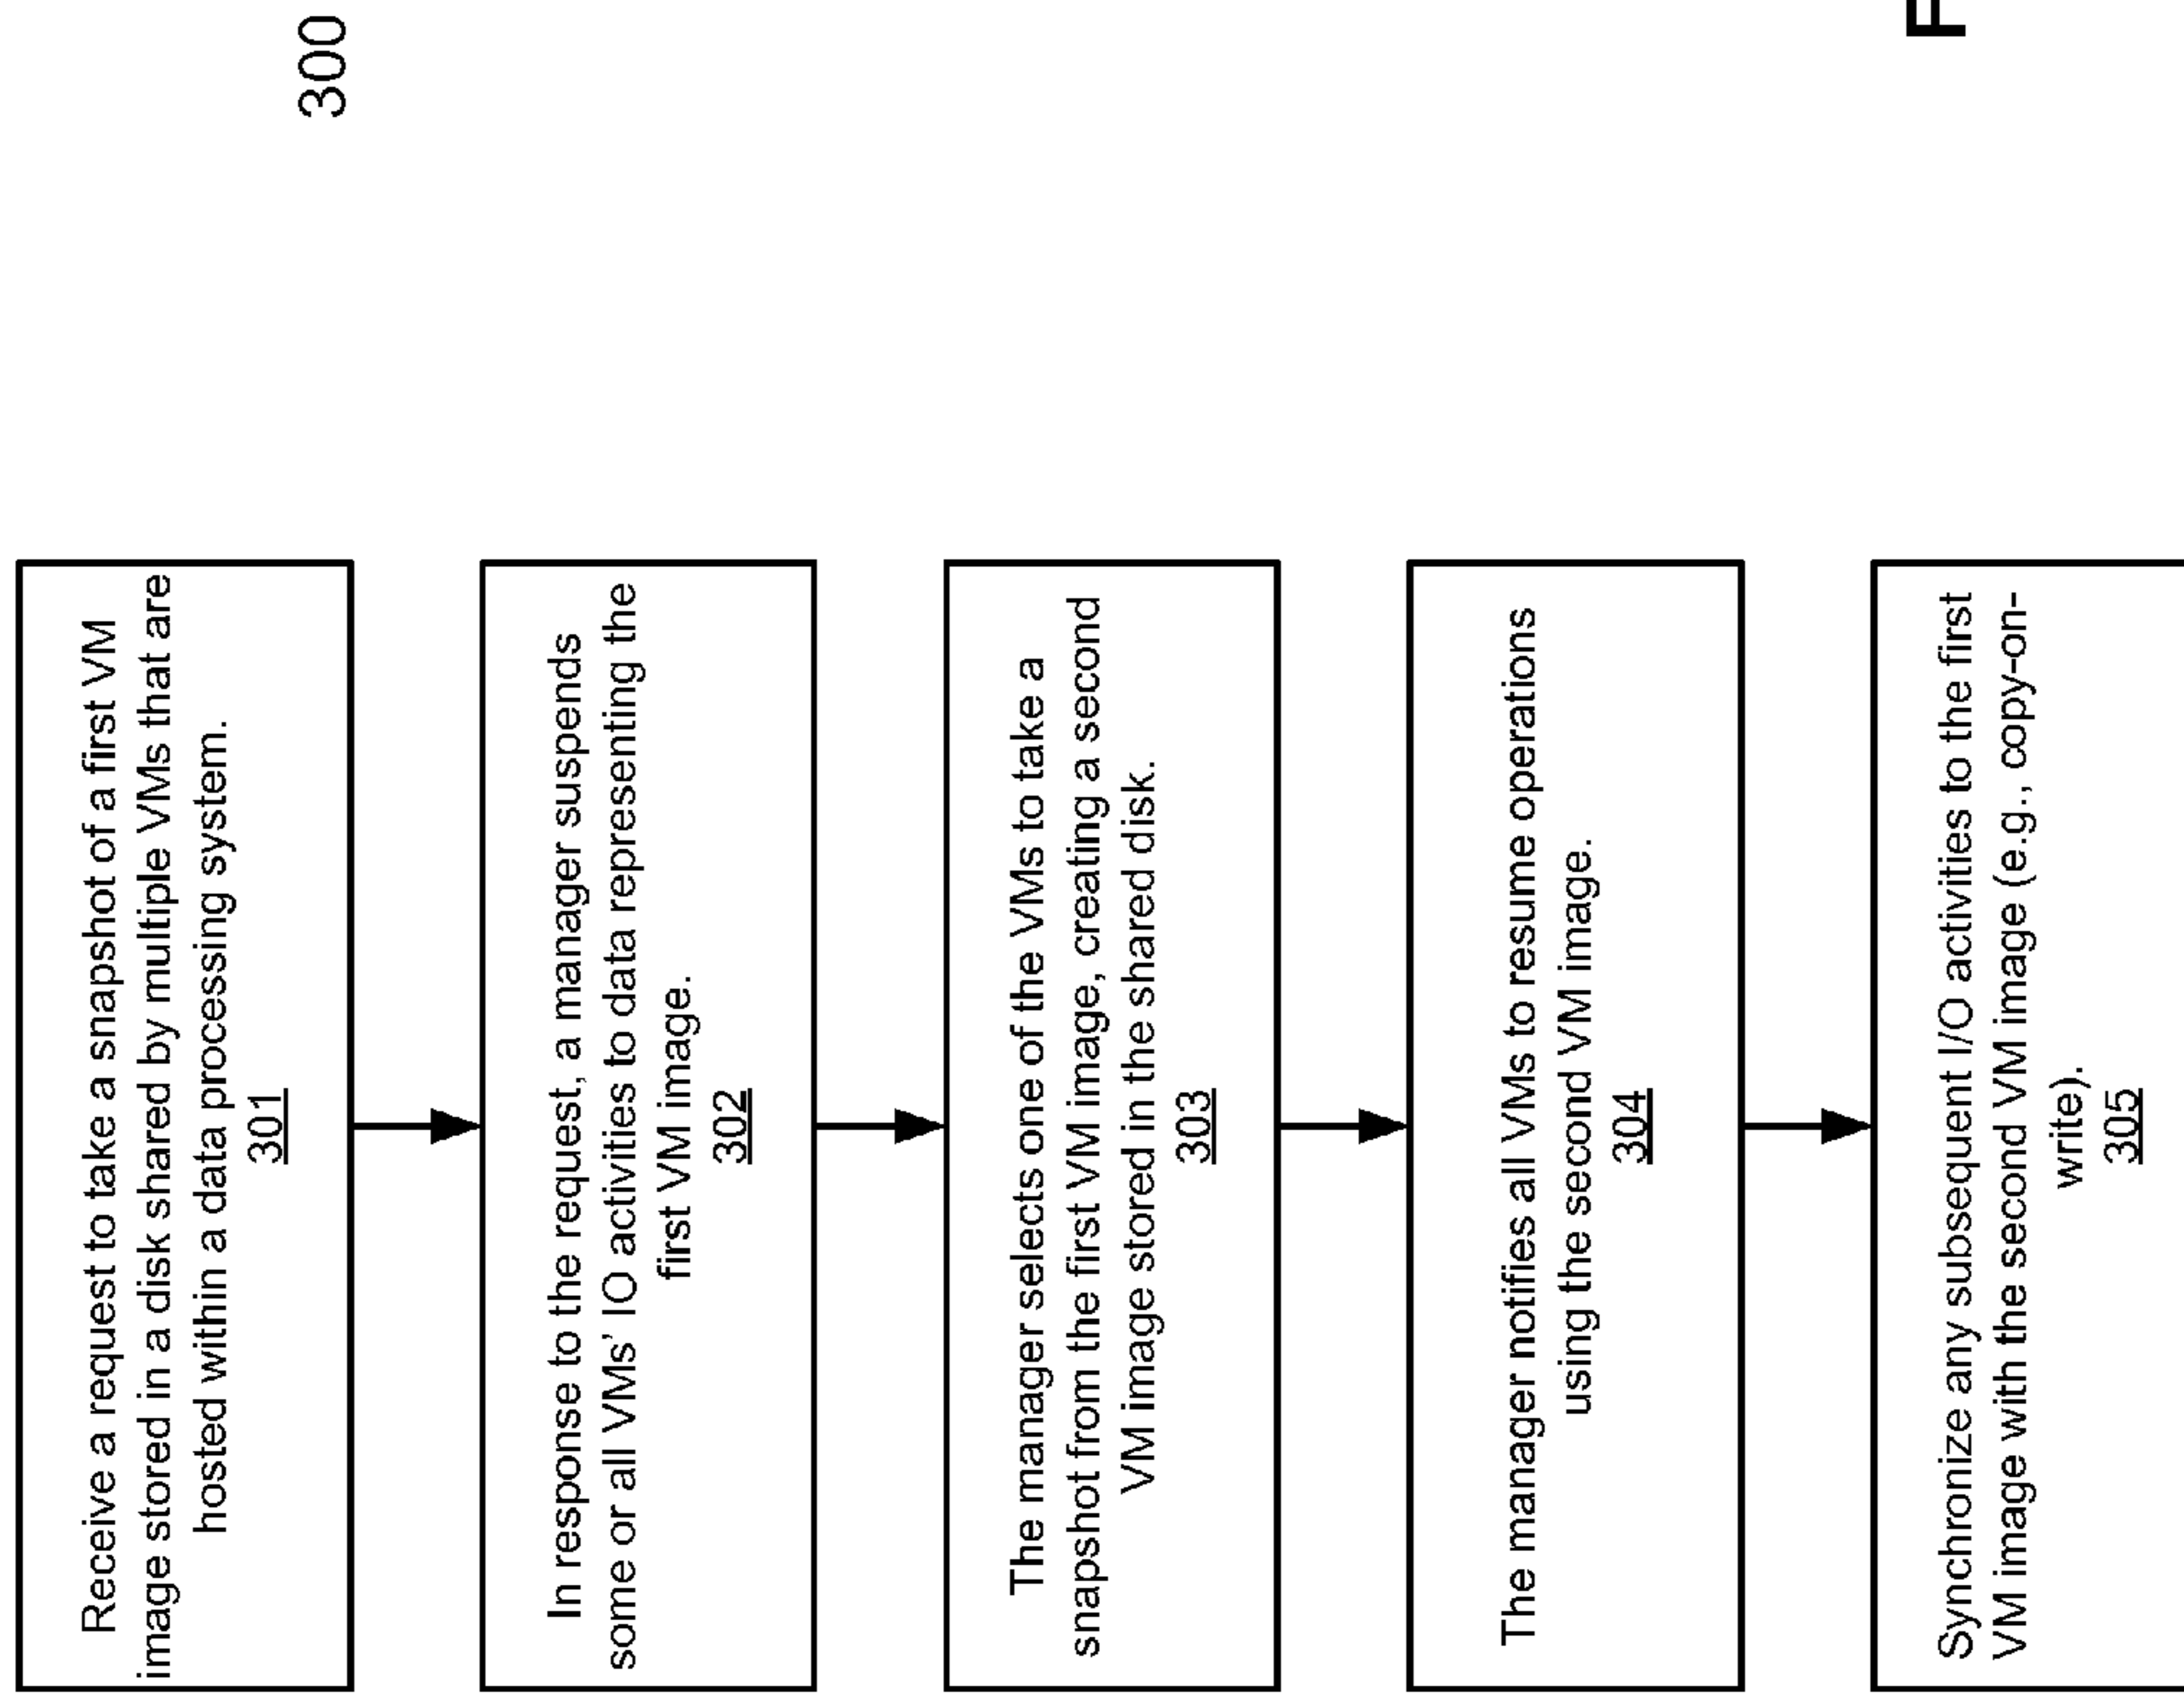 300
Receive a request to take a snapshot of a first VM
image stored in a disk shared by multiple VMs that are
hosted within a data processing system.
301
In response to the request, a manager suspends
some or all VMs' IO activities to data representing the
first VM image.
302
The manager selects one of the VMs to take a
snapshot from the first VM image, creating a second
VM image stored in the shared disk.
303
The manager notifies all VMs to resume operations
using the second VM image.
304
Synchronize any subsequent I/O activities to the first
VM image with the second VM image (e.g., copy-on-
write).
305
F